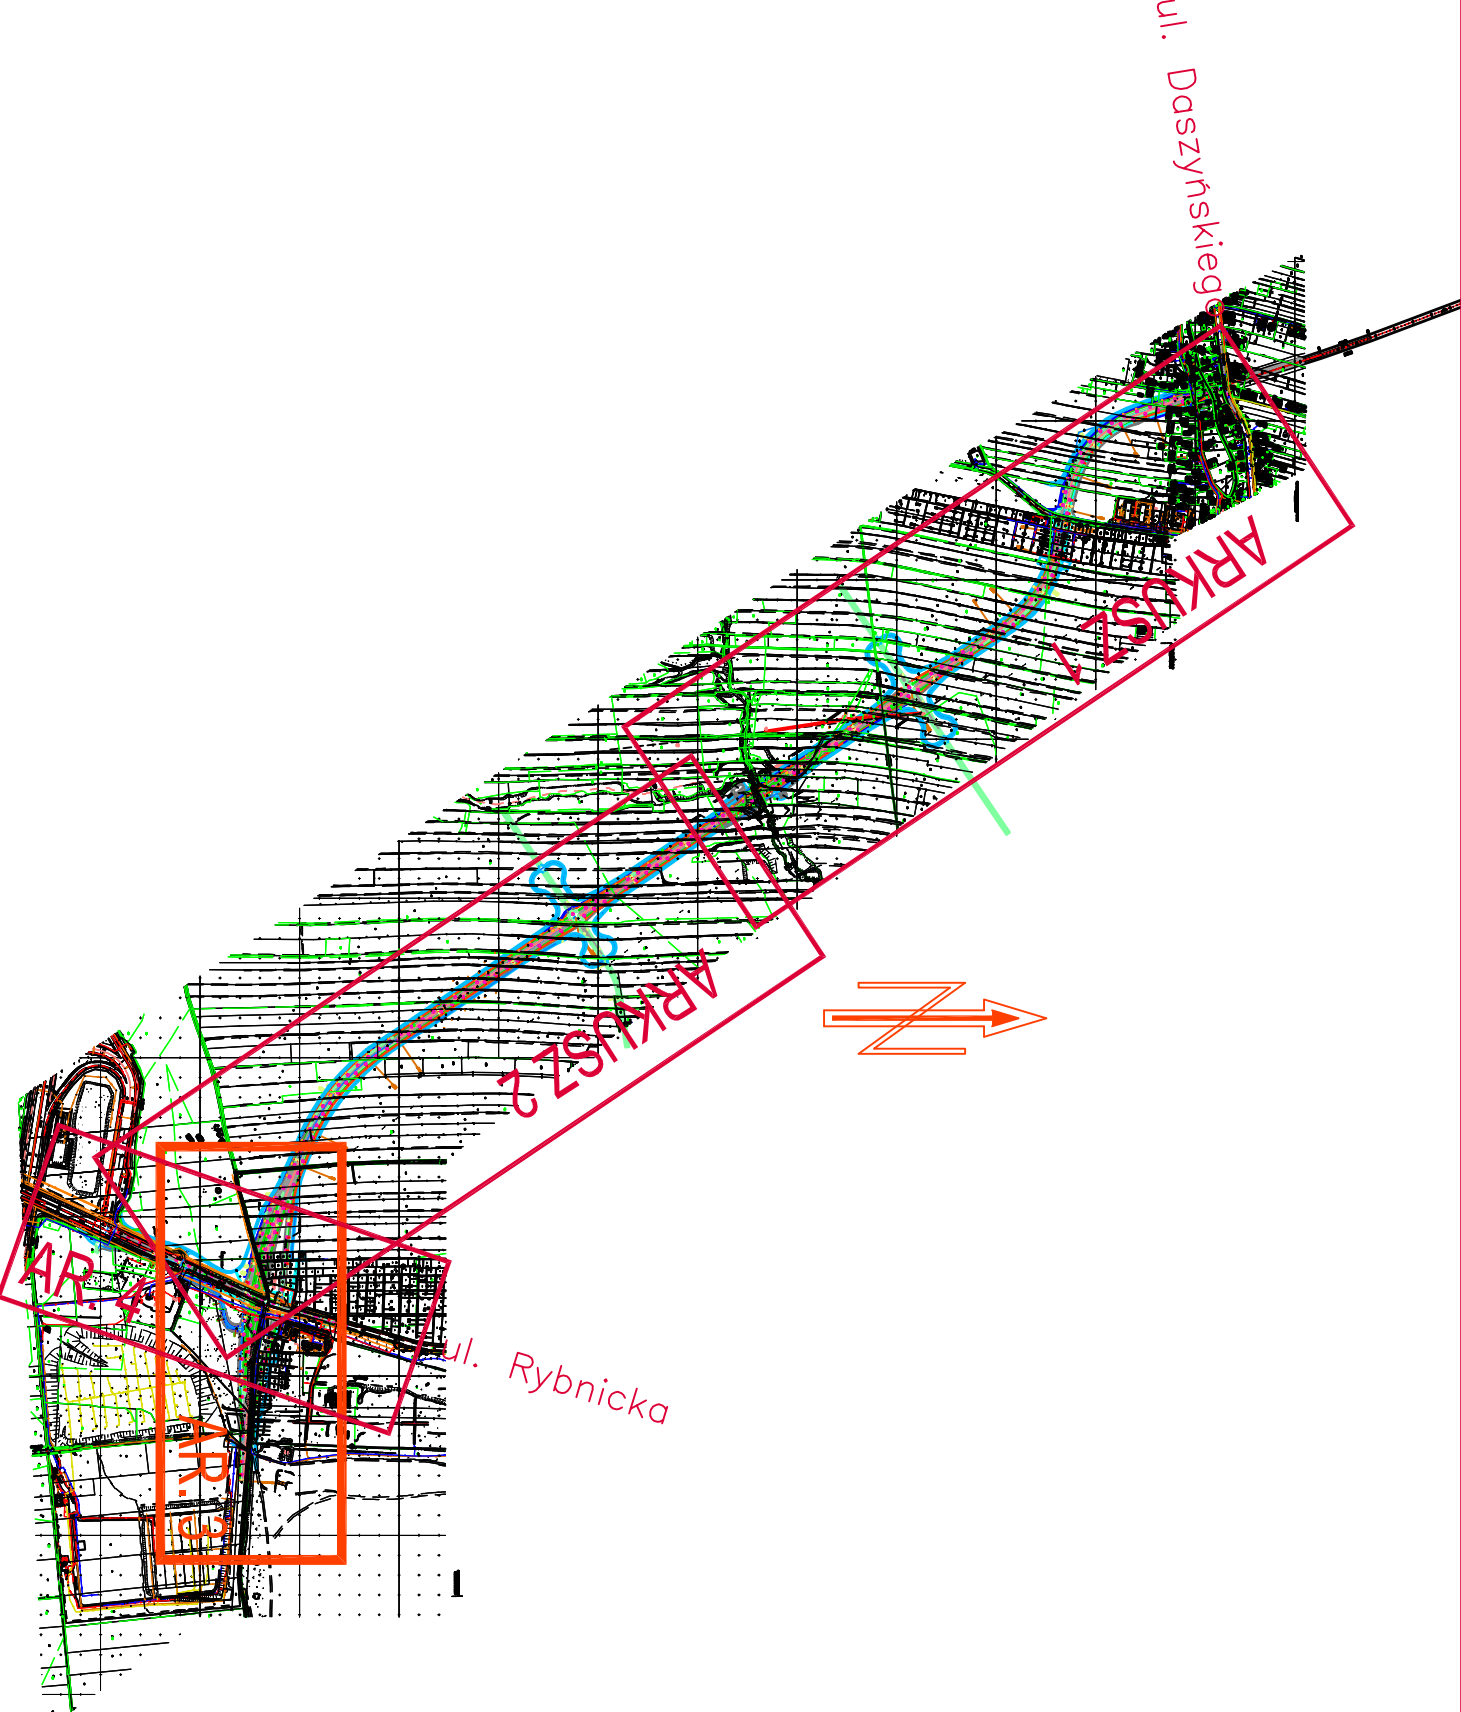 ul. Daszyńskiego
ARKUSZ 1
ARKUSZ 2
N
AR. 4
ul. Rybnicka
AR. 3